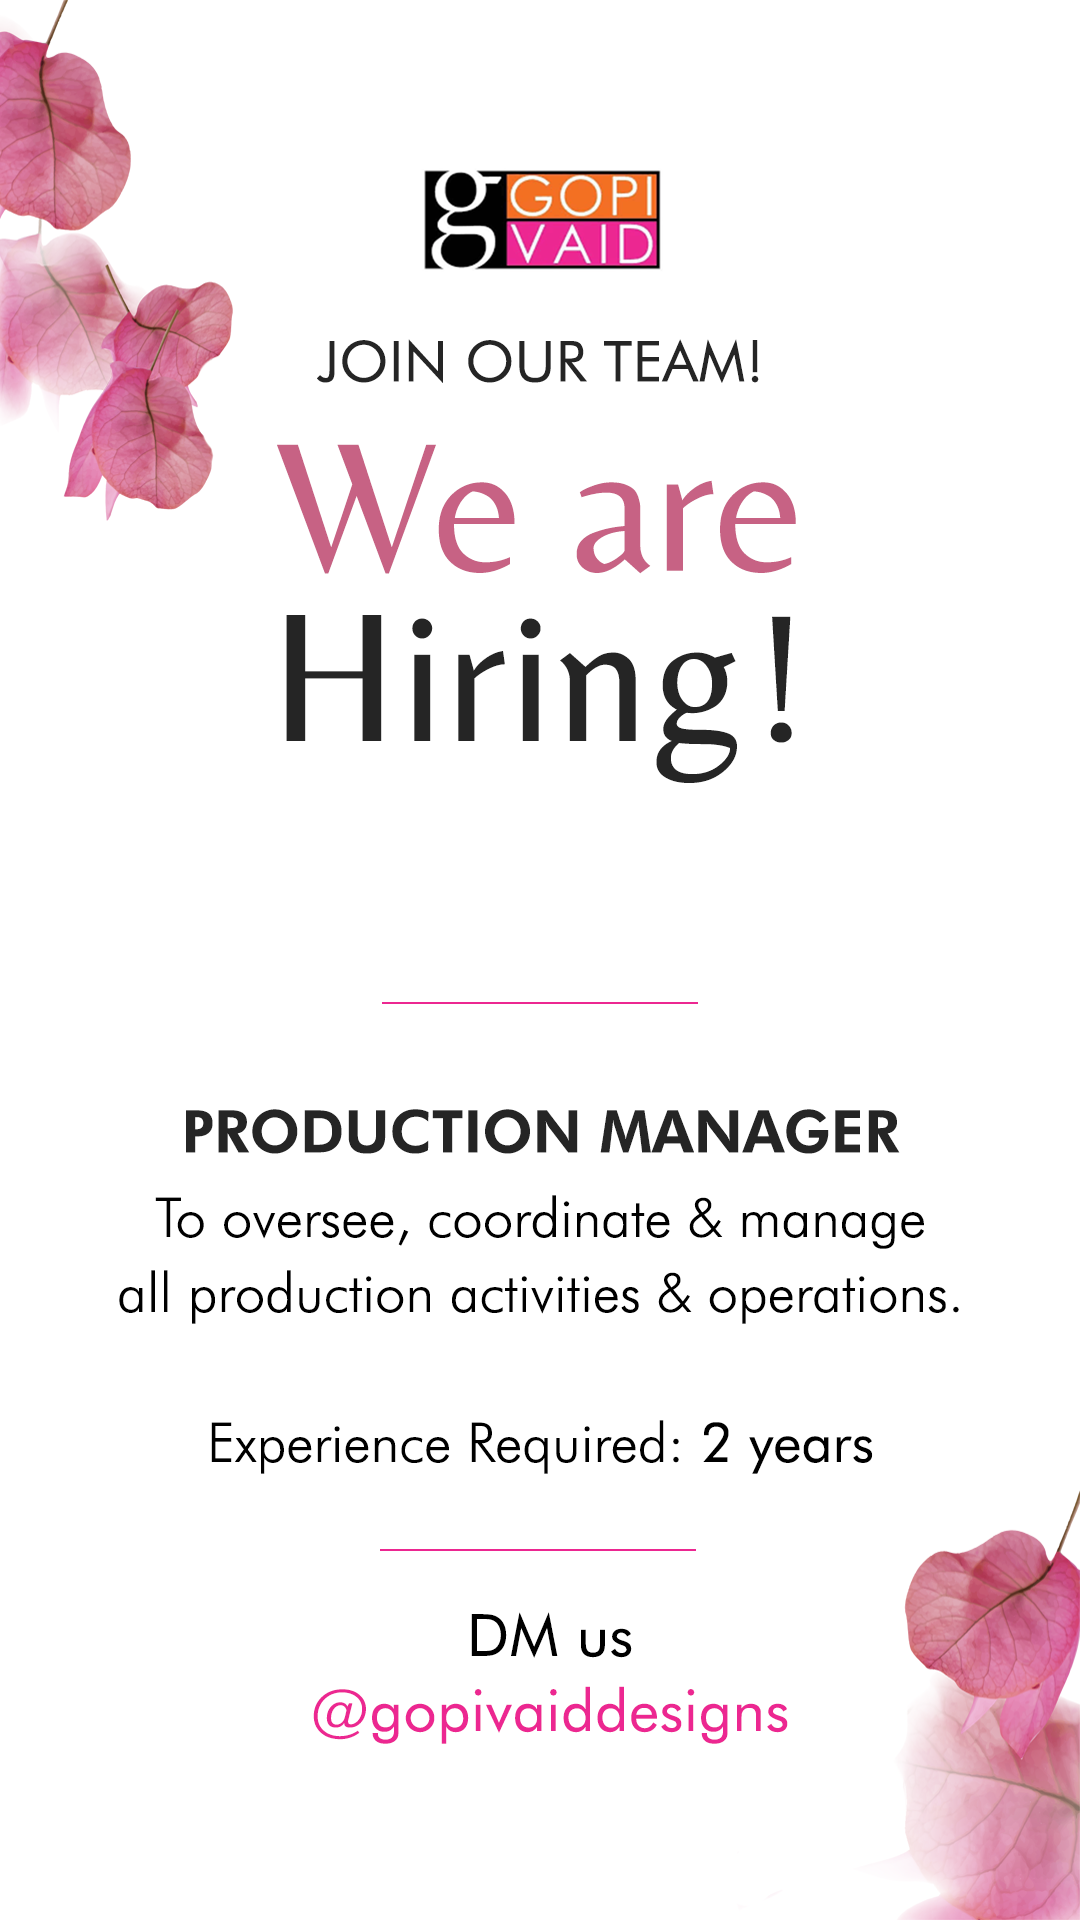 g GOPI
VAID
JOIN OUR TEAM!
We are
Hiring!
PRODUCTION MANAGER
To oversee, coordinate & manage
all production activities & operations.
Experience Required: 2 years
DM us
@gopivaiddesigns